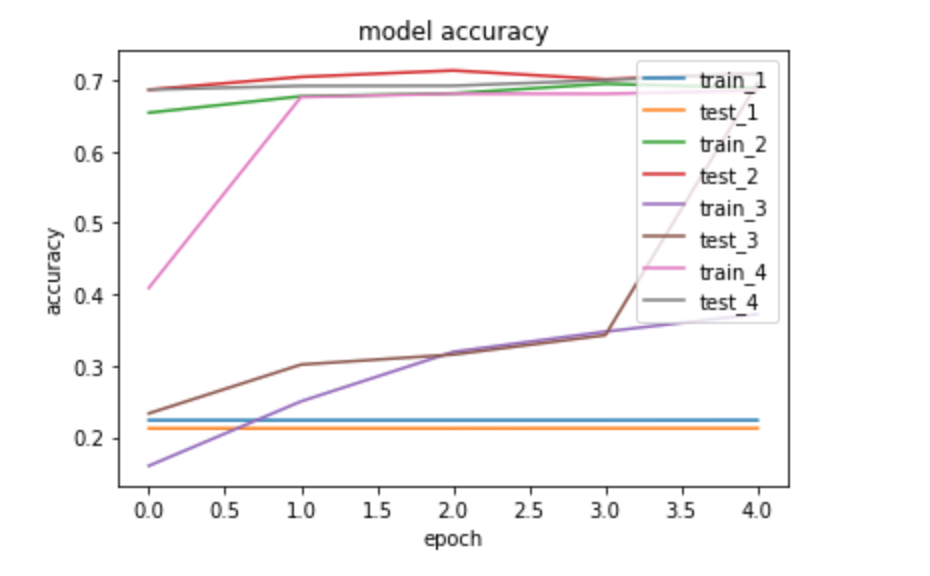 model accuracy
0.7
0.6
0.5
0.4
0.3
0.2
accuracy
train_1
test_1
train_2
test_2
train_3
test_3
train_4
test_4
0.0 0.5 1.0 1.5 2.0 2.5 3.0 3.5 4.0
epoch